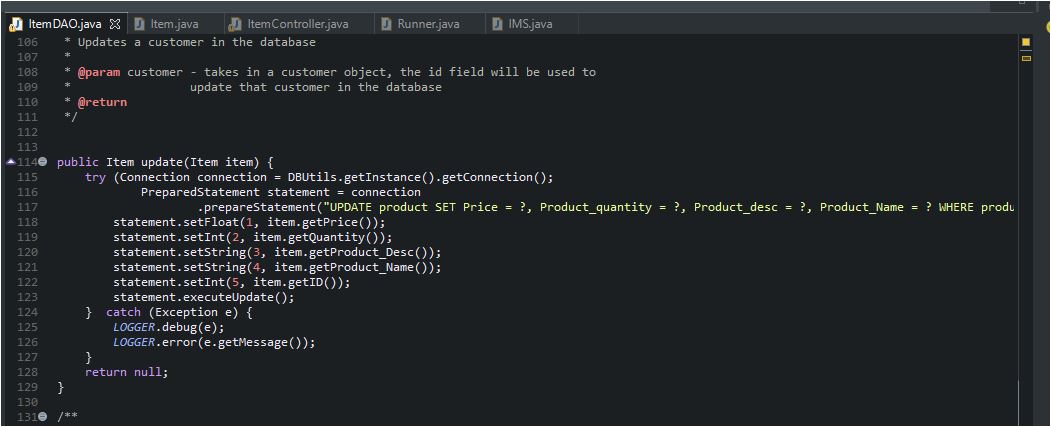 ItemDAO.java Item.java ItemController.java Runner.java IMS.java
106 * Updates a customer in the database
107 *
108 * @param customer - takes in a customer object, the id field will be used to
109 * update that customer in the database
110 * @return
111 */
112
113
114 public Item update(Item item) {
115 try (Connection connection = DBUtils.getInstance().getConnection();
116 PreparedStatement statement = connection
117 .prepareStatement("UPDATE product SET Price = ?, Product_quantity = ?, Product_desc = ?, Product_Name = ? WHERE produ
118 statement.setFloat(1, item.getPrice());
119 statement.setInt(2, item.getQuantity());
120 statement.setString(3, item.getProduct_Desc());
121 statement.setString(4, item.getProduct_Name());
122 statement.setInt(5, item.getID());
123 statement.executeUpdate();
124 } catch (Exception e) {
125 LOGGER.debug(e);
126 LOGGER.error(e.getMessage());
127 }
128 return null;
129 }
130
131 /**